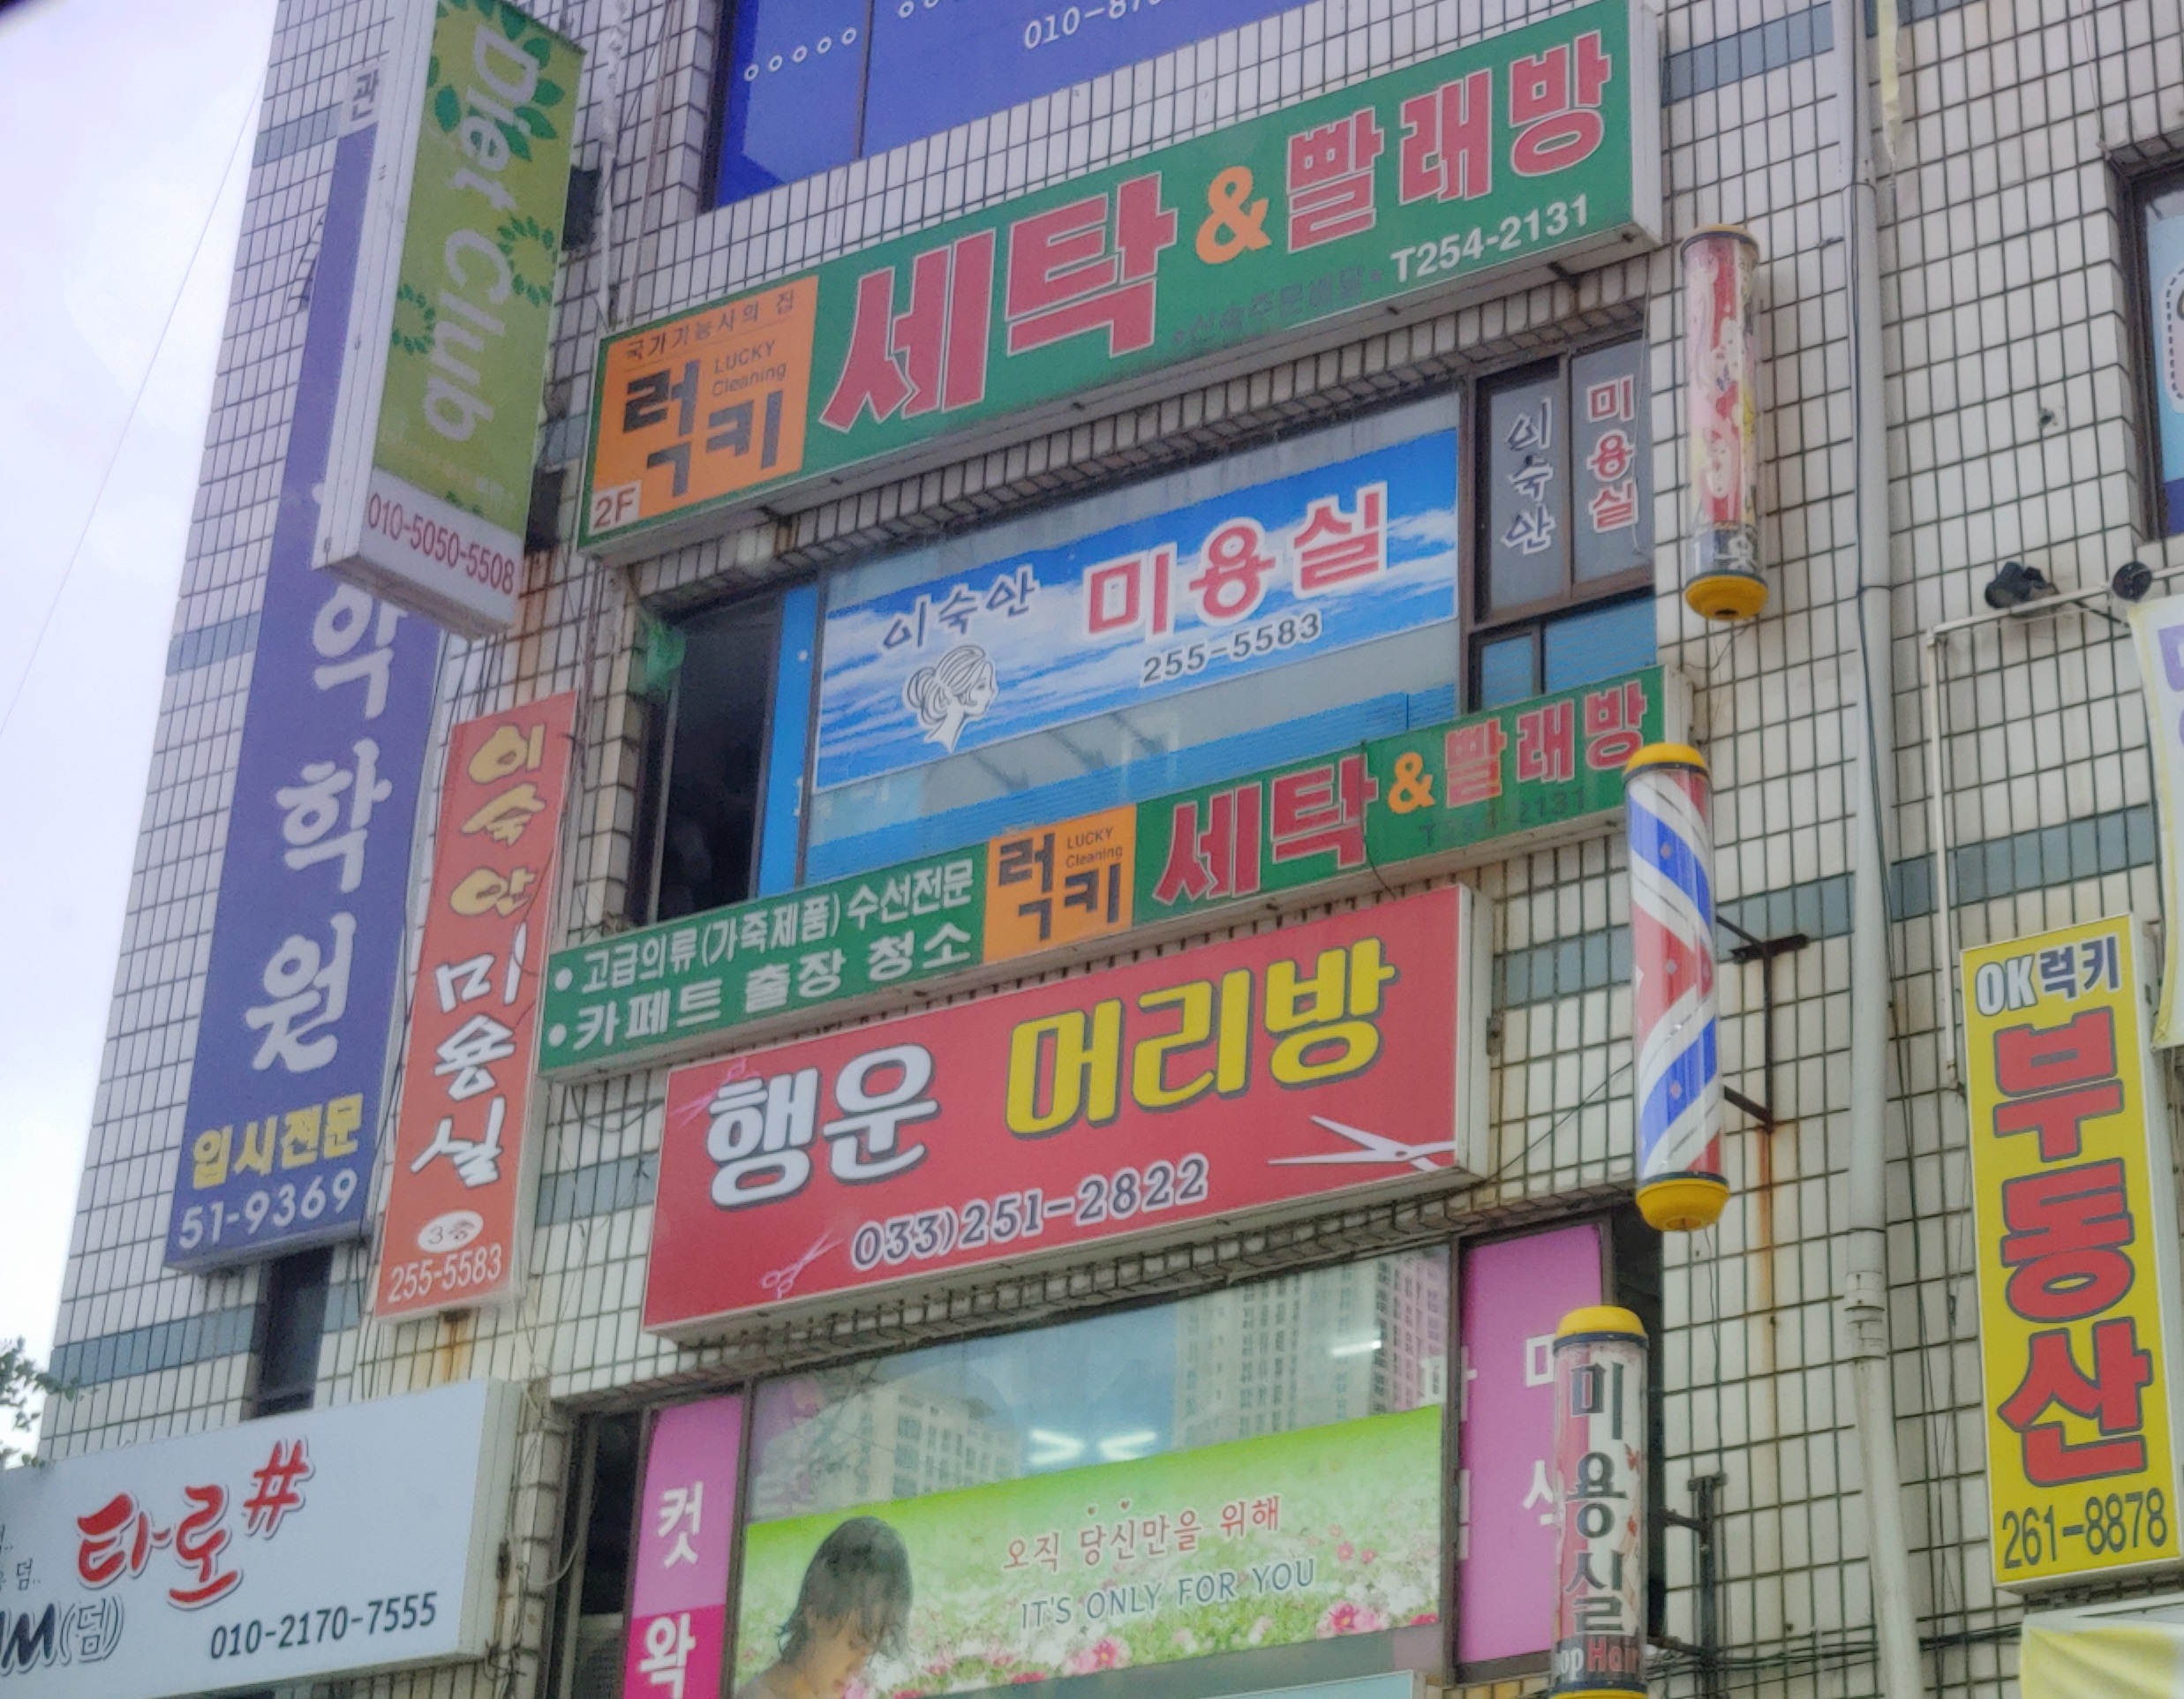 Diet Club
010-5050-5508
관
악
학
원
입시전문
51-9369
국가기능사의 집
럭키
LUCKY
Cleaning
2F
세탁 & 빨래방
T254-2131
이숙안 미용실
255-5583
이숙안
미용실
이숙안 미용실
3층
255-5583
• 고급의류(가죽제품) 수선전문
• 카페트 출장 청소
럭키
LUCKY
Cleaning
세탁 & 빨래방
T254-2131
행운 머리방
033)251-2822
컷
왁
오직 당신만을 위해
IT'S ONLY FOR YOU
미용실
Hair
OK럭키
부동산
261-8878
타로#
(덤)
010-2170-7555